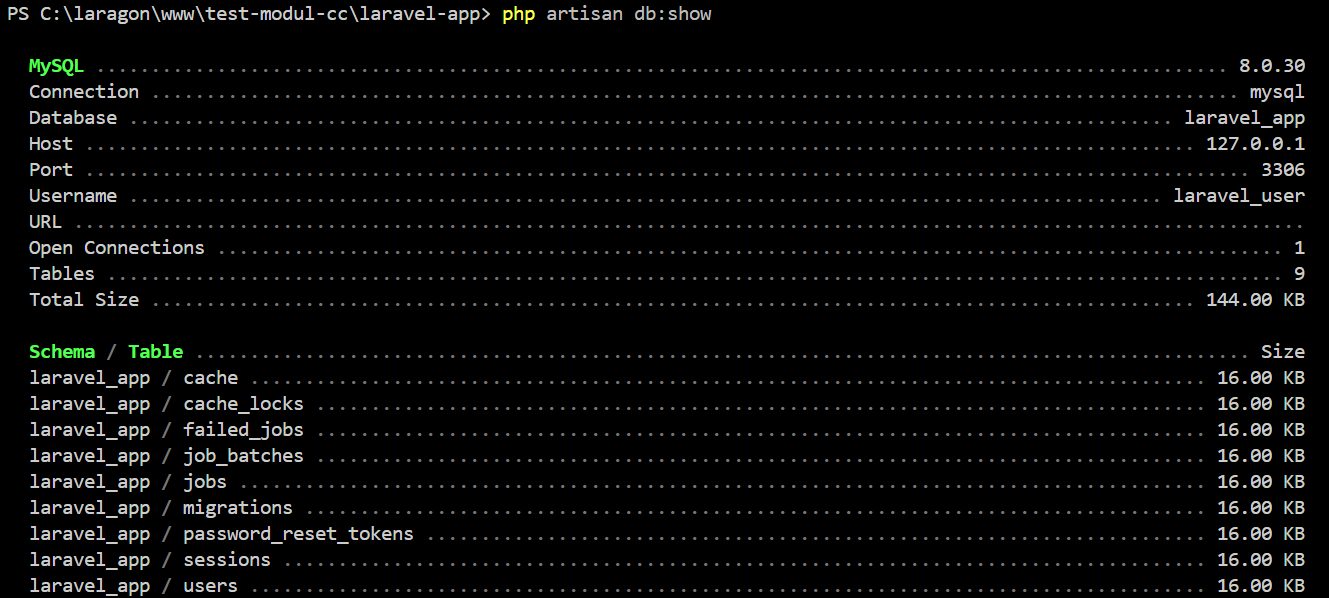 PS C:\laragon\www\test-modul-cc\laravel-app> php artisan db:show
MySQL ........................................................................................................ 8.0.30
Connection ................................................................................................... mysql
Database ............................................................................................... laravel_app
Host ..................................................................................................... 127.0.0.1
Port .......................................................................................................... 3306
Username .............................................................................................. laravel_user
URL ................................................................................................................
Open Connections ................................................................................................. 1
Tables ........................................................................................................... 9
Total Size ............................................................................................... 144.00 KB
Schema / Table ................................................................................................ Size
laravel_app / cache ....................................................................................... 16.00 KB
laravel_app / cache_locks ................................................................................. 16.00 KB
laravel_app / failed_jobs ................................................................................. 16.00 KB
laravel_app / job_batches ................................................................................. 16.00 KB
laravel_app / jobs ........................................................................................ 16.00 KB
laravel_app / migrations .................................................................................. 16.00 KB
laravel_app / password_reset_tokens ....................................................................... 16.00 KB
laravel_app / sessions .................................................................................... 16.00 KB
laravel_app / users ....................................................................................... 16.00 KB